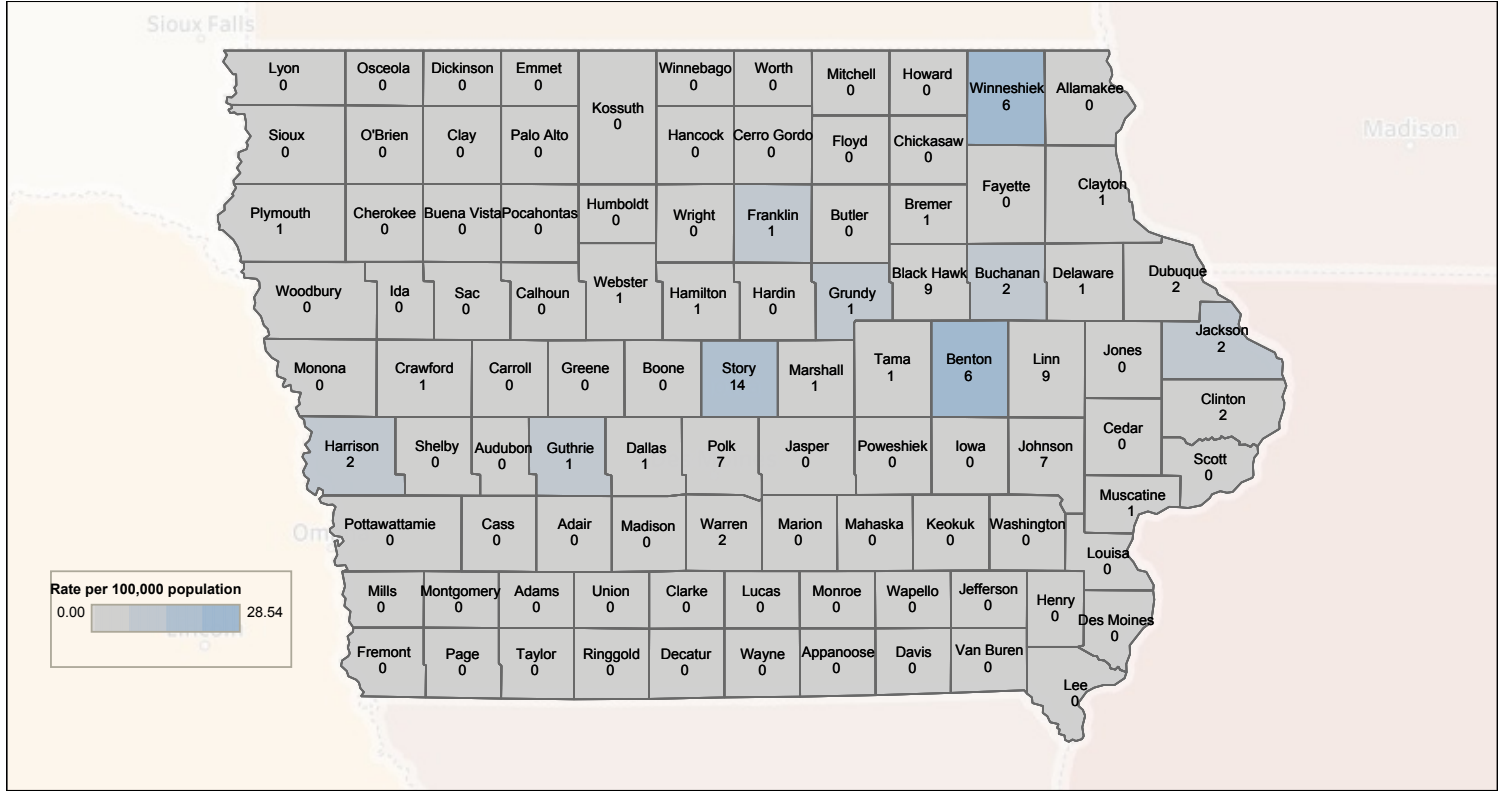 Sioux Falls
Lyon
0
Osceola
0
Dickinson
0
Emmet
0
Kossuth
0
Winnebago
0
Worth
0
Mitchell
0
Howard
0
Winneshiek
6
Allamakee
0
Madison
Sioux
0
O'Brien
0
Clay
0
Palo Alto
0
Hancock
0
Cerro Gordo
0
Floyd
0
Chickasaw
0
Fayette
0
Clayton
1
Plymouth
1
Cherokee
0
Buena Vista
0
Pocahontas
0
Humboldt
0
Wright
0
Franklin
1
Butler
0
Bremer
1
Woodbury
0
Ida
0
Sac
0
Calhoun
0
Webster
1
Hamilton
1
Hardin
0
Grundy
1
Black Hawk
9
Buchanan
2
Delaware
1
Dubuque
2
Jackson
2
Monona
0
Crawford
1
Carroll
0
Greene
0
Boone
0
Story
14
Marshall
1
Tama
1
Benton
6
Linn
9
Jones
0
Clinton
2
Harrison
2
Shelby
0
Audubon
0
Guthrie
1
Dallas
1
Polk
7
Jasper
0
Poweshiek
0
Iowa
0
Johnson
7
Cedar
0
Scott
0
Muscatine
1
Om
Pottawattamie
0
Cass
0
Adair
0
Madison
0
Warren
2
Marion
0
Mahaska
0
Keokuk
0
Washington
0
Louisa
0
Mills
0
Montgomery
0
Adams
0
Union
0
Clarke
0
Lucas
0
Monroe
0
Wapello
0
Jefferson
0
Henry
0
Des Moines
0
Fremont
0
Page
0
Taylor
0
Ringgold
0
Decatur
0
Wayne
0
Appanoose
0
Davis
0
Van Buren
0
Lee
0
Rate per 100,000 population
0.00 28.54
Lincoln